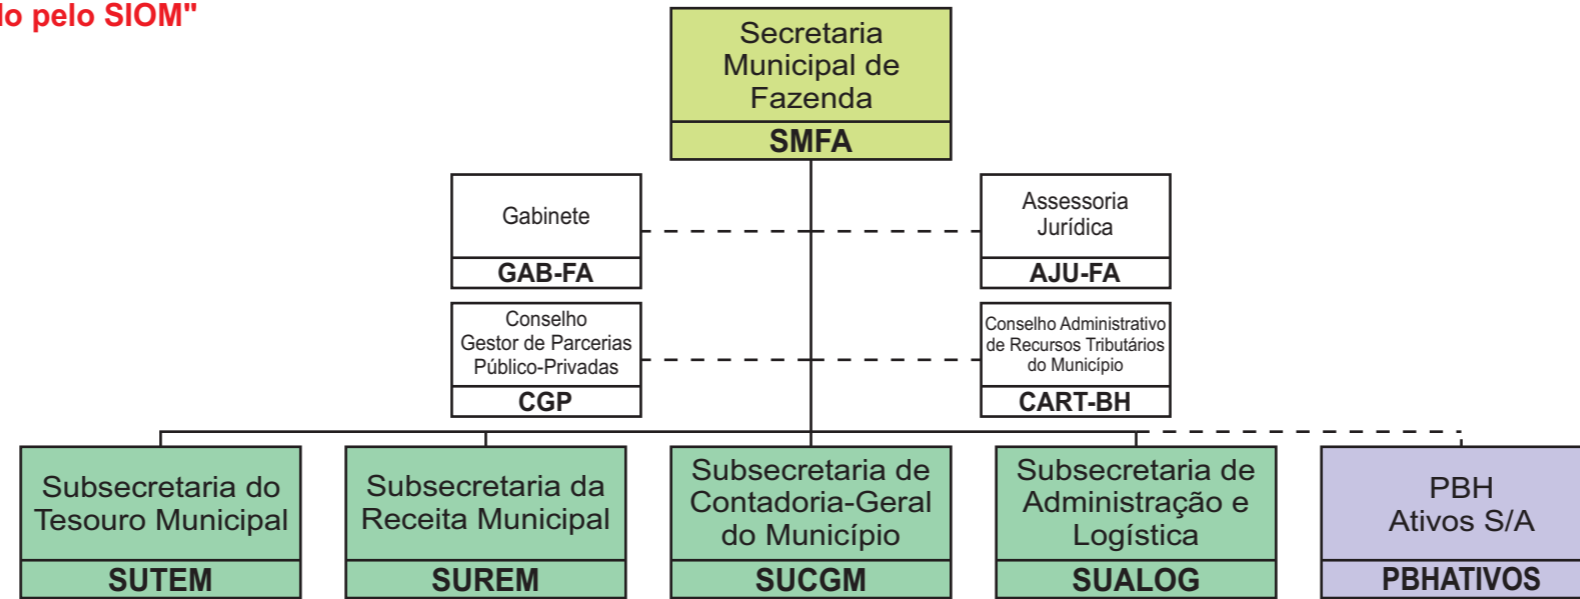 do pelo SIOM"
Secretaria
Municipal de
Fazenda
SMFA
Gabinete
GAB-FA
Assessoria
Jurídica
AJU-FA
Conselho
Gestor de Parcerias
Público-Privadas
CGP
Conselho Administrativo
de Recursos Tributários
do Município
CART-BH
Subsecretaria do
Tesouro Municipal
SUTEM
Subsecretaria da
Receita Municipal
SUREM
Subsecretaria de
Contadoria-Geral
do Município
SUCGM
Subsecretaria de
Administração e
Logística
SUALOG
PBH
Ativos S/A
PBHATIVOS